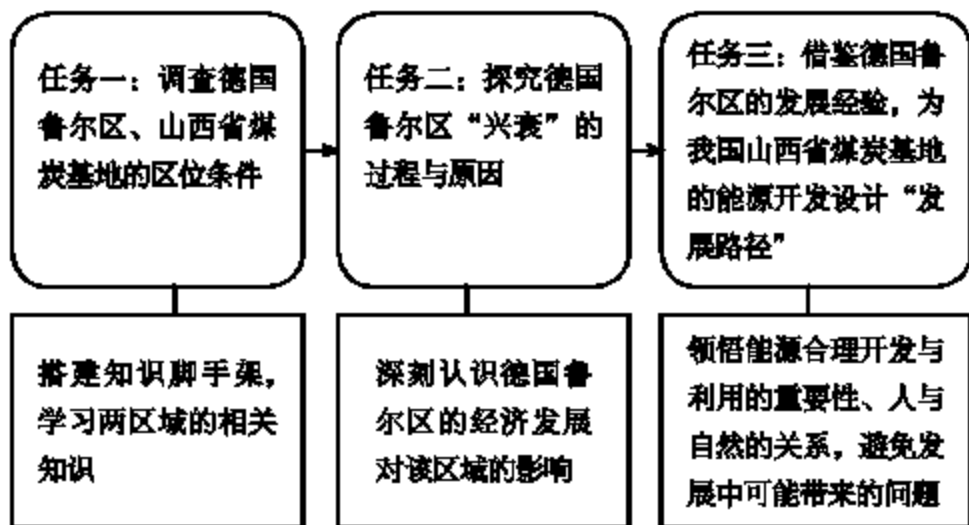 任务一：调查德国
鲁尔区、山西省煤
炭基地的区位条件
任务二：探究德国
鲁尔区“兴衰”的
过程与原因
任务三：借鉴德国鲁
尔区的发展经验，为
我国山西省煤炭基地
的能源开发设计“发
展路径”
搭建知识脚手架，
学习两区域的相关
知识
深刻认识德国鲁
尔区的经济发展
对该区域的影响
领悟能源合理开发与
利用的重要性、人与
自然的关系，避免发
展中可能带来的问题